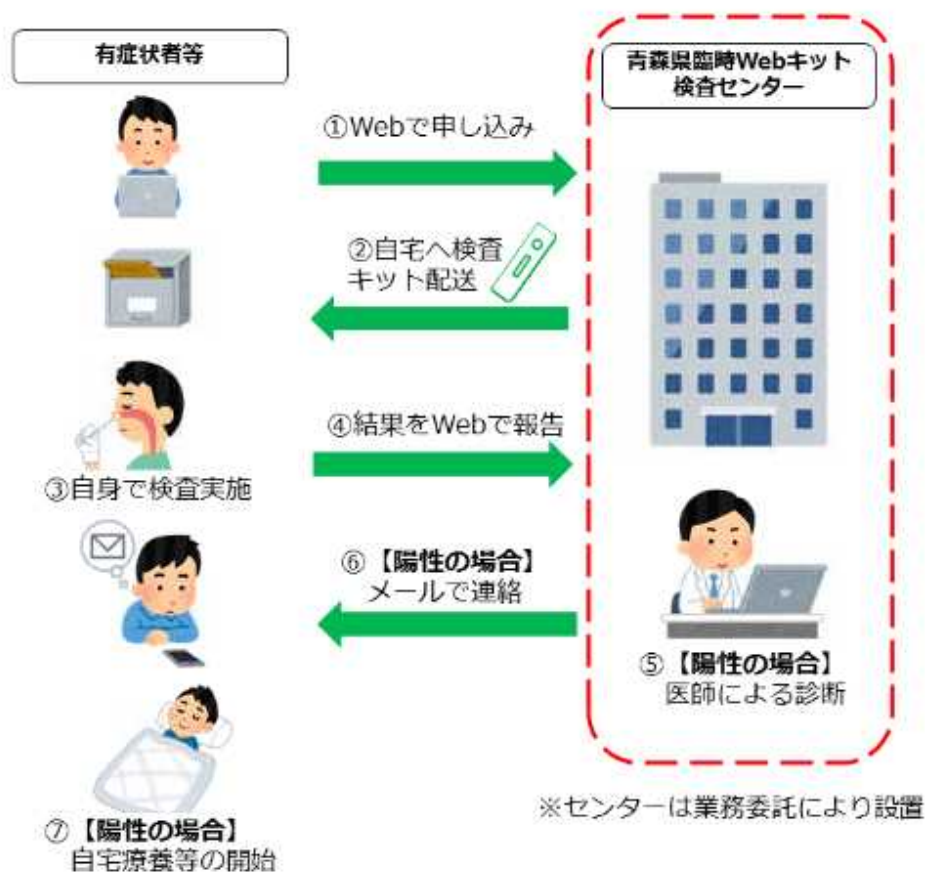 有症状者等
青森県臨時Webキット
検査センター
①Webで申し込み
②自宅へ検査
キット配送
③自身で検査実施
④結果をWebで報告
⑤【陽性の場合】
医師による診断
⑥【陽性の場合】
メールで連絡
⑦【陽性の場合】
自宅療養等の開始
※センターは業務委託により設置